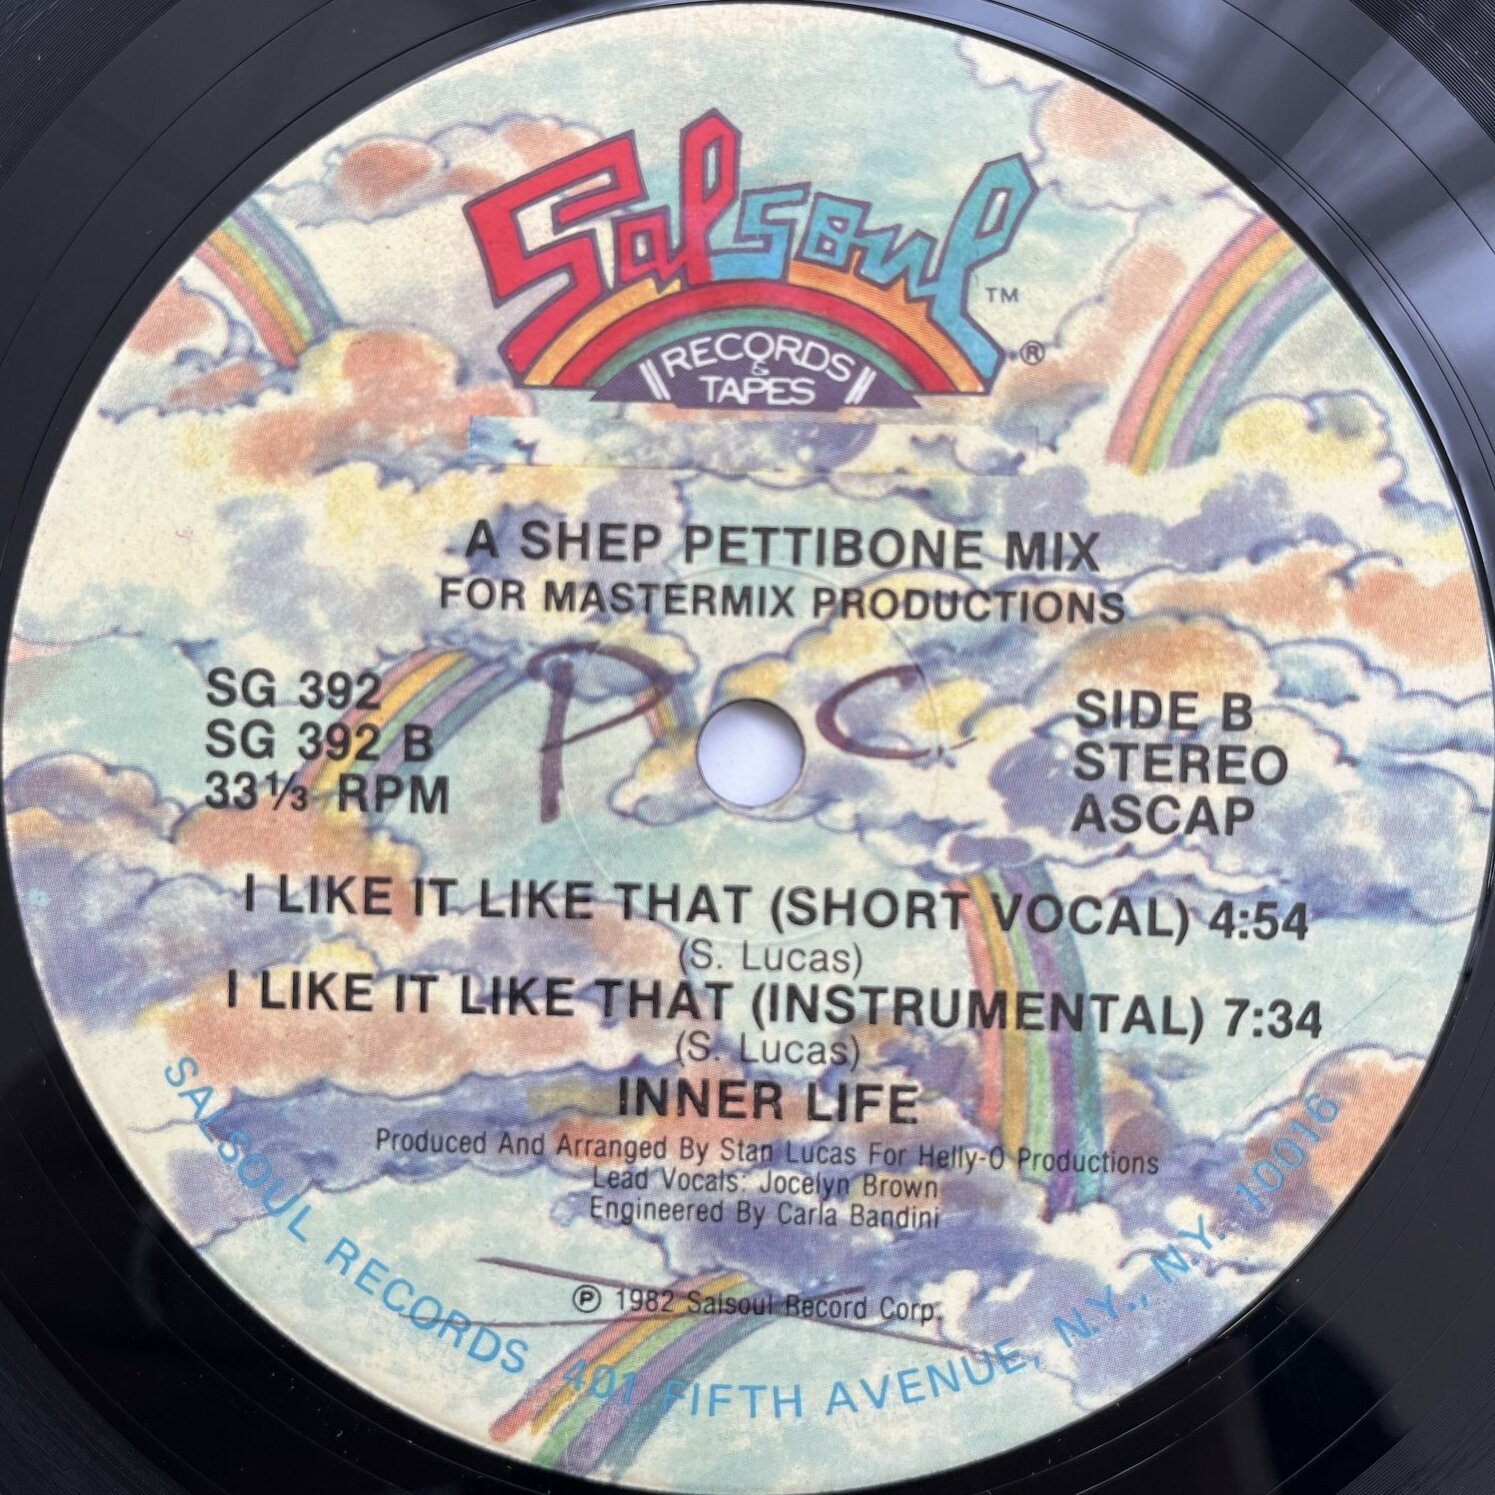 Salsoul TM
RECORDS & TAPES ®
A SHEP PETTIBONE MIX
FOR MASTERMIX PRODUCTIONS
P C
SG 392
SG 392 B
33⅓ RPM
SIDE B
STEREO
ASCAP
I LIKE IT LIKE THAT (SHORT VOCAL) 4:54
(S. Lucas)
I LIKE IT LIKE THAT (INSTRUMENTAL) 7:34
(S. Lucas)
INNER LIFE
Produced And Arranged By Stan Lucas For Helly-O Productions
Lead Vocals: Jocelyn Brown
Engineered By Carla Bandini
℗ 1982 Salsoul Record Corp.
SALSOUL RECORDS 401 FIFTH AVENUE, N.Y., N.Y. 10016